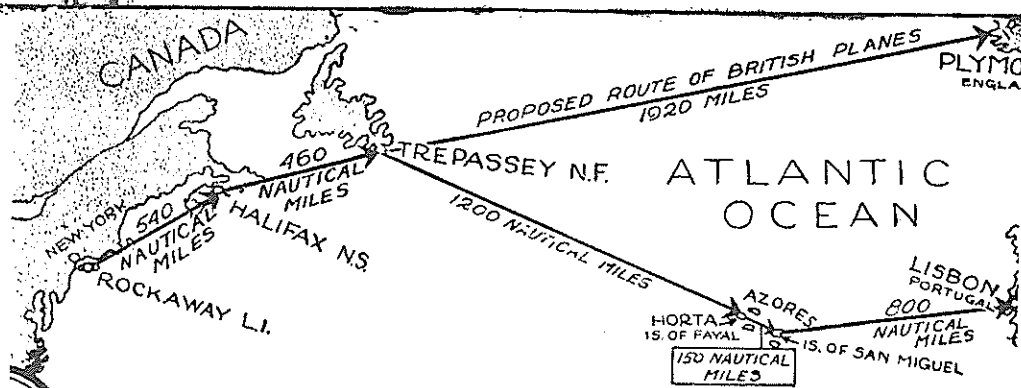 CANADA
PROPOSED ROUTE OF BRITISH PLANES
1920 MILES
PLYMO
ENGLA
460
NAUTICAL
MILES
TREPASSEY N.F.
ATLANTIC
OCEAN
1200 NAUTICAL MILES
NEW YORK
540
NAUTICAL
MILES
HALIFAX N.S.
ROCKAWAY L.I.
AZORES
HORTA
IS. OF FAYAL
150 NAUTICAL
MILES
IS. OF SAN MIGUEL
800
NAUTICAL
MILES
LISBON
PORTUGAL